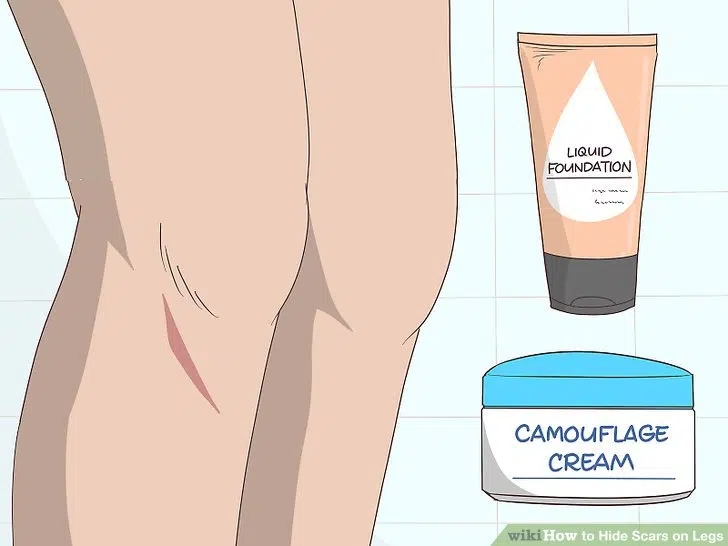 LIQUID
FOUNDATION
CAMOUFLAGE
CREAM
wikiHow to Hide Scars on Legs